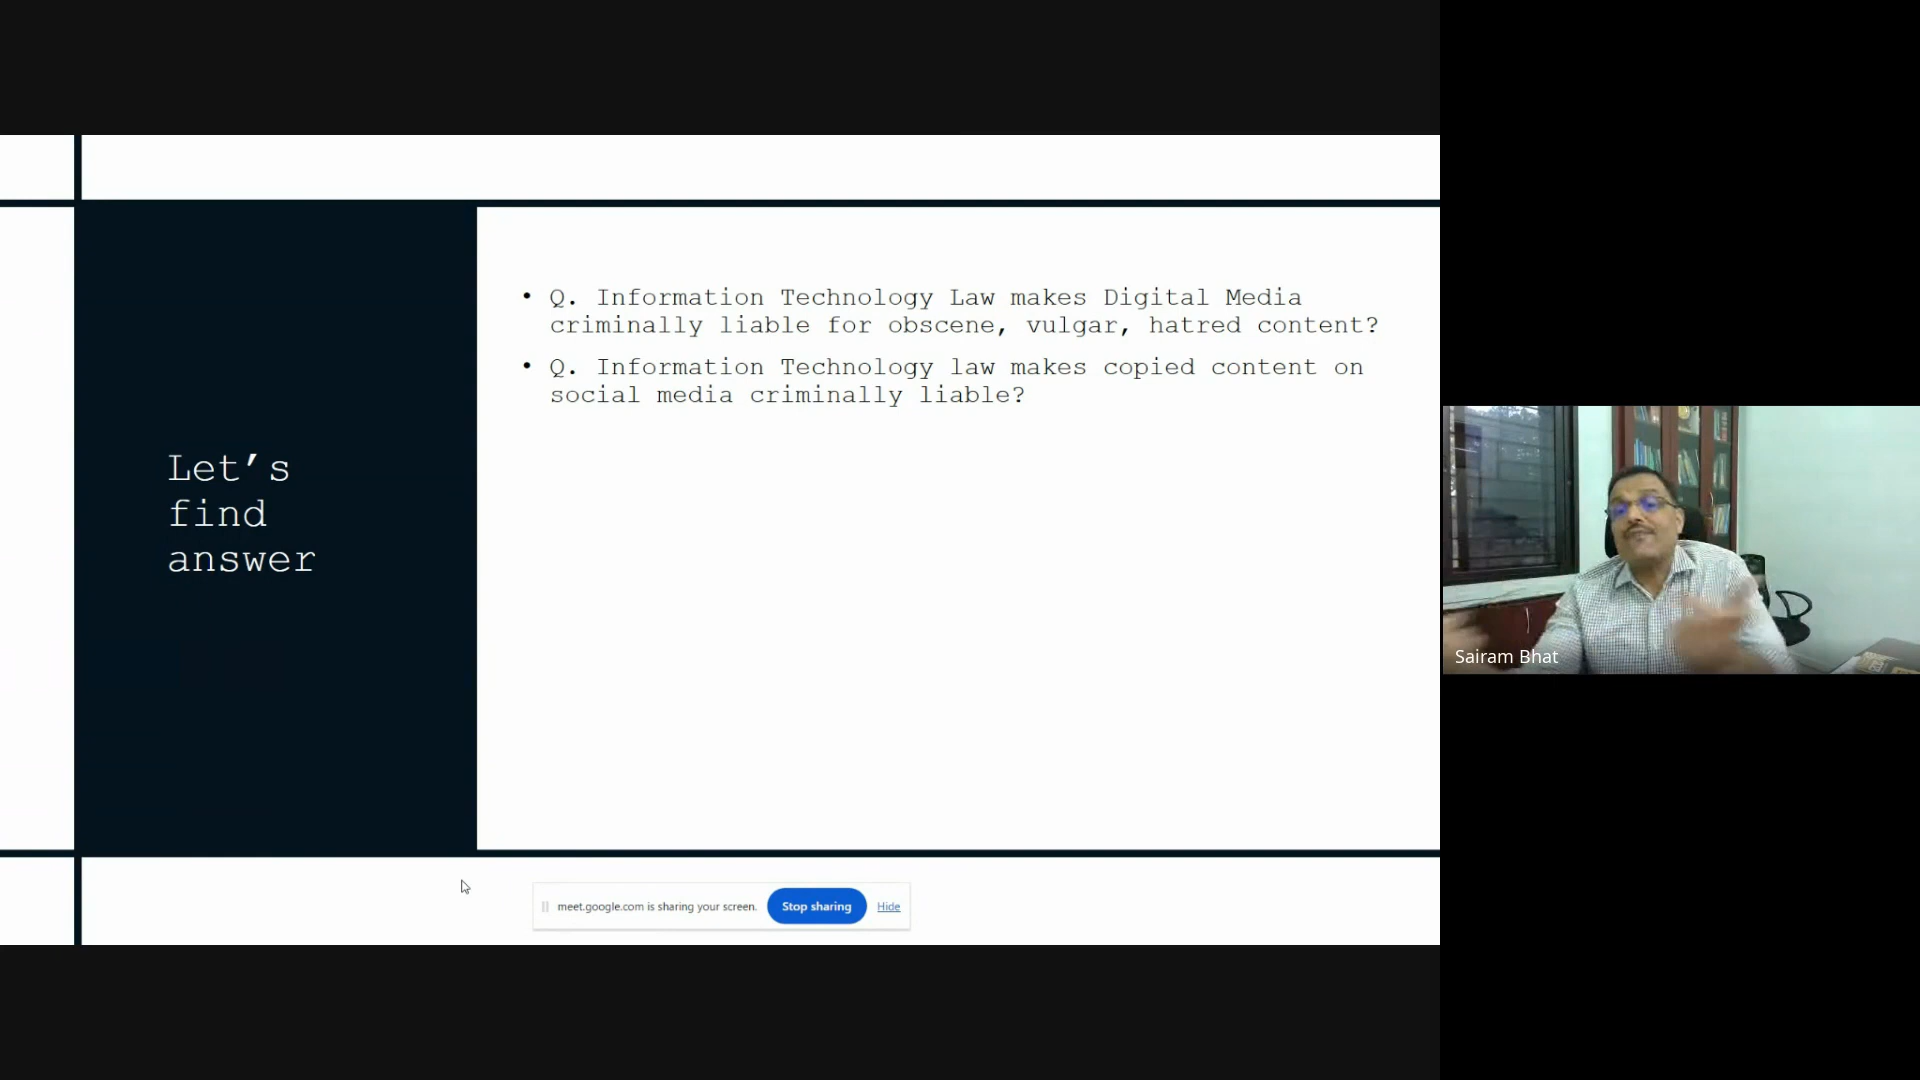 Let’s
find
answer
• Q. Information Technology Law makes Digital Media
criminally liable for obscene, vulgar, hatred content?
• Q. Information Technology law makes copied content on
social media criminally liable?
meet.google.com is sharing your screen.
Stop sharing
Hide
Sairam Bhat